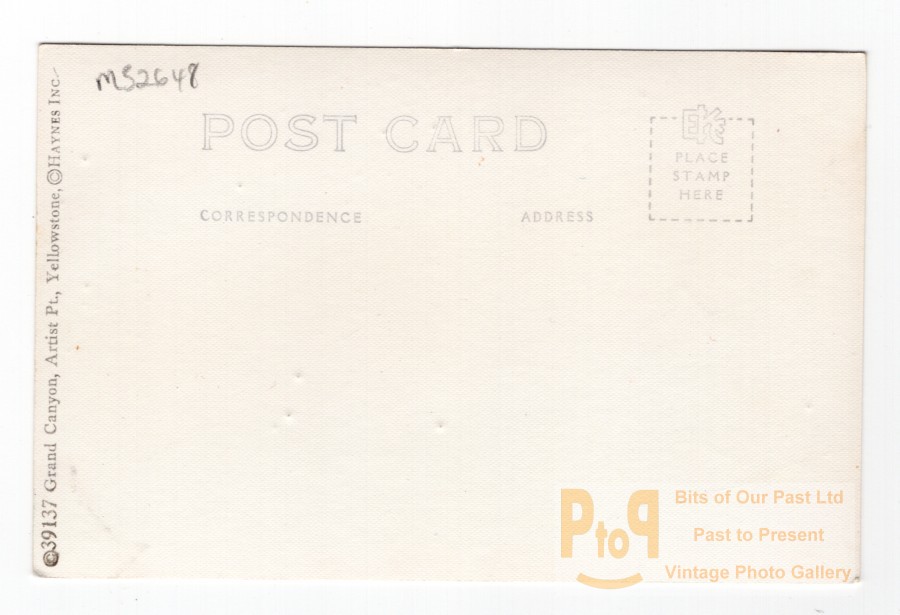 MS2648
POST CARD
EKC
PLACE
STAMP
HERE
CORRESPONDENCE
ADDRESS
©39137 Grand Canyon, Artist Pt., Yellowstone, ©HAYNES INC.
PtoP
Bits of Our Past Ltd
Past to Present
Vintage Photo Gallery